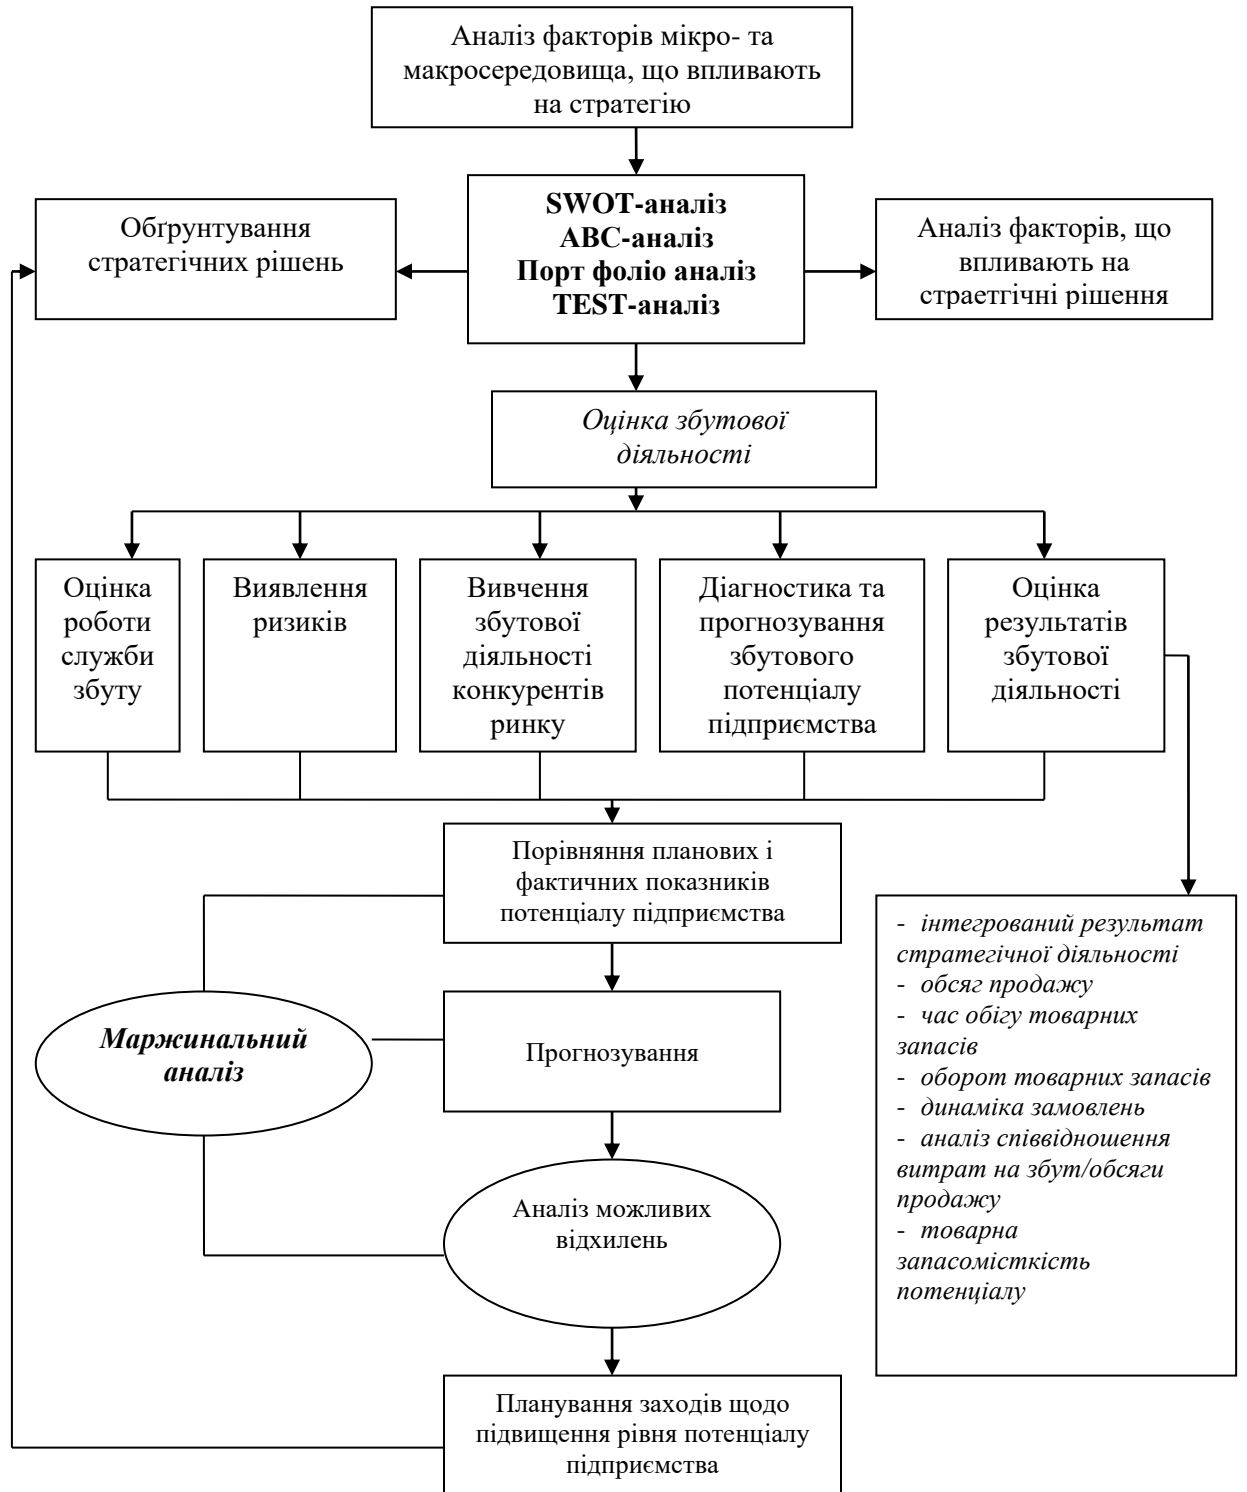 Аналіз факторів мікро- та
макросередовища, що впливають
на стратегію
SWOT-аналіз
АВС-аналіз
Порт фоліо аналіз
TEST-аналіз
Обґрунтування
стратегічних рішень
Аналіз факторів, що
впливають на
страетгічні рішення
Оцінка збутової
діяльності
Оцінка
роботи
служби
збуту
Виявлення
ризиків
Вивчення
збутової
діяльності
конкурентів
ринку
Діагностика та
прогнозування
збутового
потенціалу
підприємства
Оцінка
результатів
збутової
діяльності
Порівняння планових і
фактичних показників
потенціалу підприємства
Маржинальний
аналіз
Прогнозування
Аналіз можливих
відхилень
- інтегрований результат
стратегічної діяльності
- обсяг продажу
- час обігу товарних
запасів
- оборот товарних запасів
- динаміка замовлень
- аналіз співвідношення
витрат на збут/обсяги
продажу
- товарна
запасомісткість
потенціалу
Планування заходів щодо
підвищення рівня потенціалу
підприємства